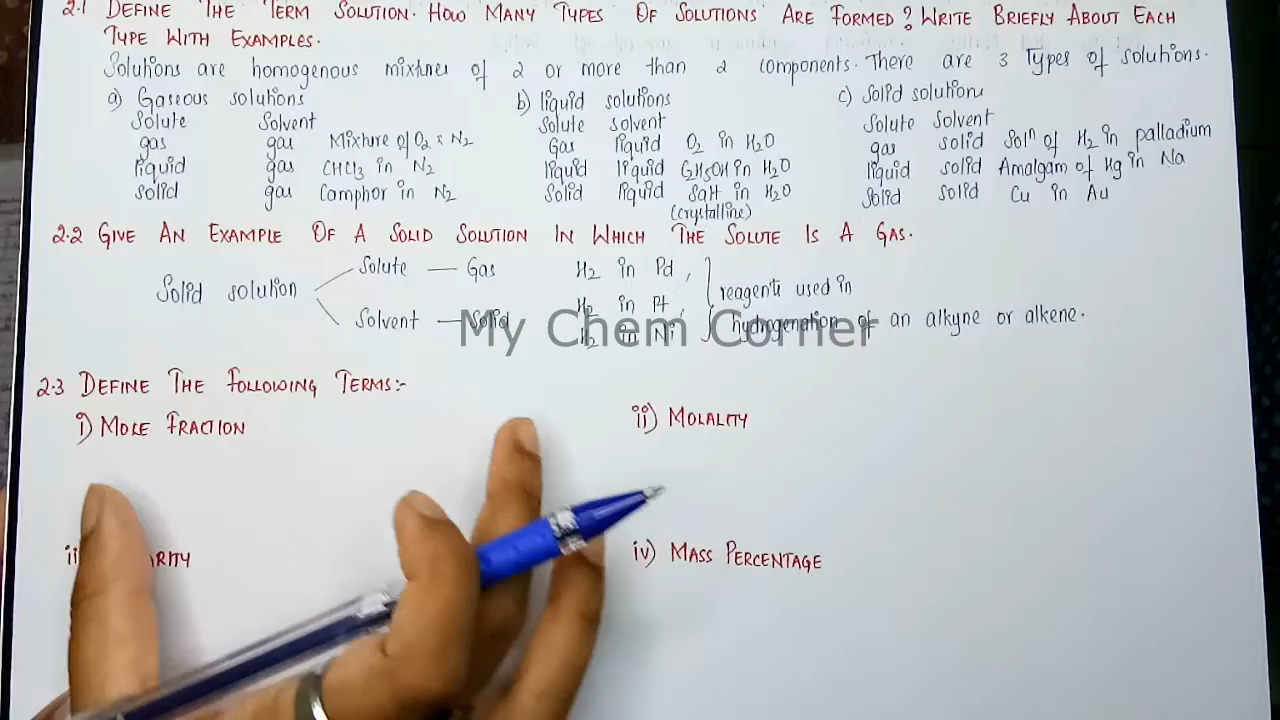 2.1 DEFINE THE TERM SOLUTION. HOW MANY TYPES OF SOLUTIONS ARE FORMED? WRITE BRIEFLY ABOUT EACH
TYPE WITH EXAMPLES.
Solutions are homogenous mixtures of 2 or more than 2 components. There are 3 Types of solutions.
a) Gaseous solutions
Solute Solvent
gas gas Mixture of O₂ & N₂
liquid gas CHCl₃ in N₂
solid gas Camphor in N₂
b) liquid solutions
Solute solvent
Gas liquid O₂ in H₂O
liquid liquid C₂H₅OH in H₂O
Solid liquid Salt in H₂O
(crystalline)
c) Solid solutions
Solute Solvent
gas solid Solⁿ of H₂ in palladium
liquid solid Amalgam of Hg in Na
Solid solid Cu in Au
2.2 GIVE AN EXAMPLE OF A SOLID SOLUTION IN WHICH THE SOLUTE IS A GAS.
Solid solution
Solute — Gas
Solvent — Solid
H₂ in Pd,
H₂ in Pt,
H₂ in Ni
reagents used in
hydrogenation of an alkyne or alkene.
My Chem Corner
2.3 DEFINE THE FOLLOWING TERMS:-
i) MOLE FRACTION
ii) MOLALITY
iv) MASS PERCENTAGE